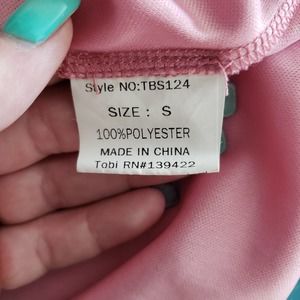 Style NO:TBS124
SIZE : S
100%POLYESTER
MADE IN CHINA
Tobi RN#139422